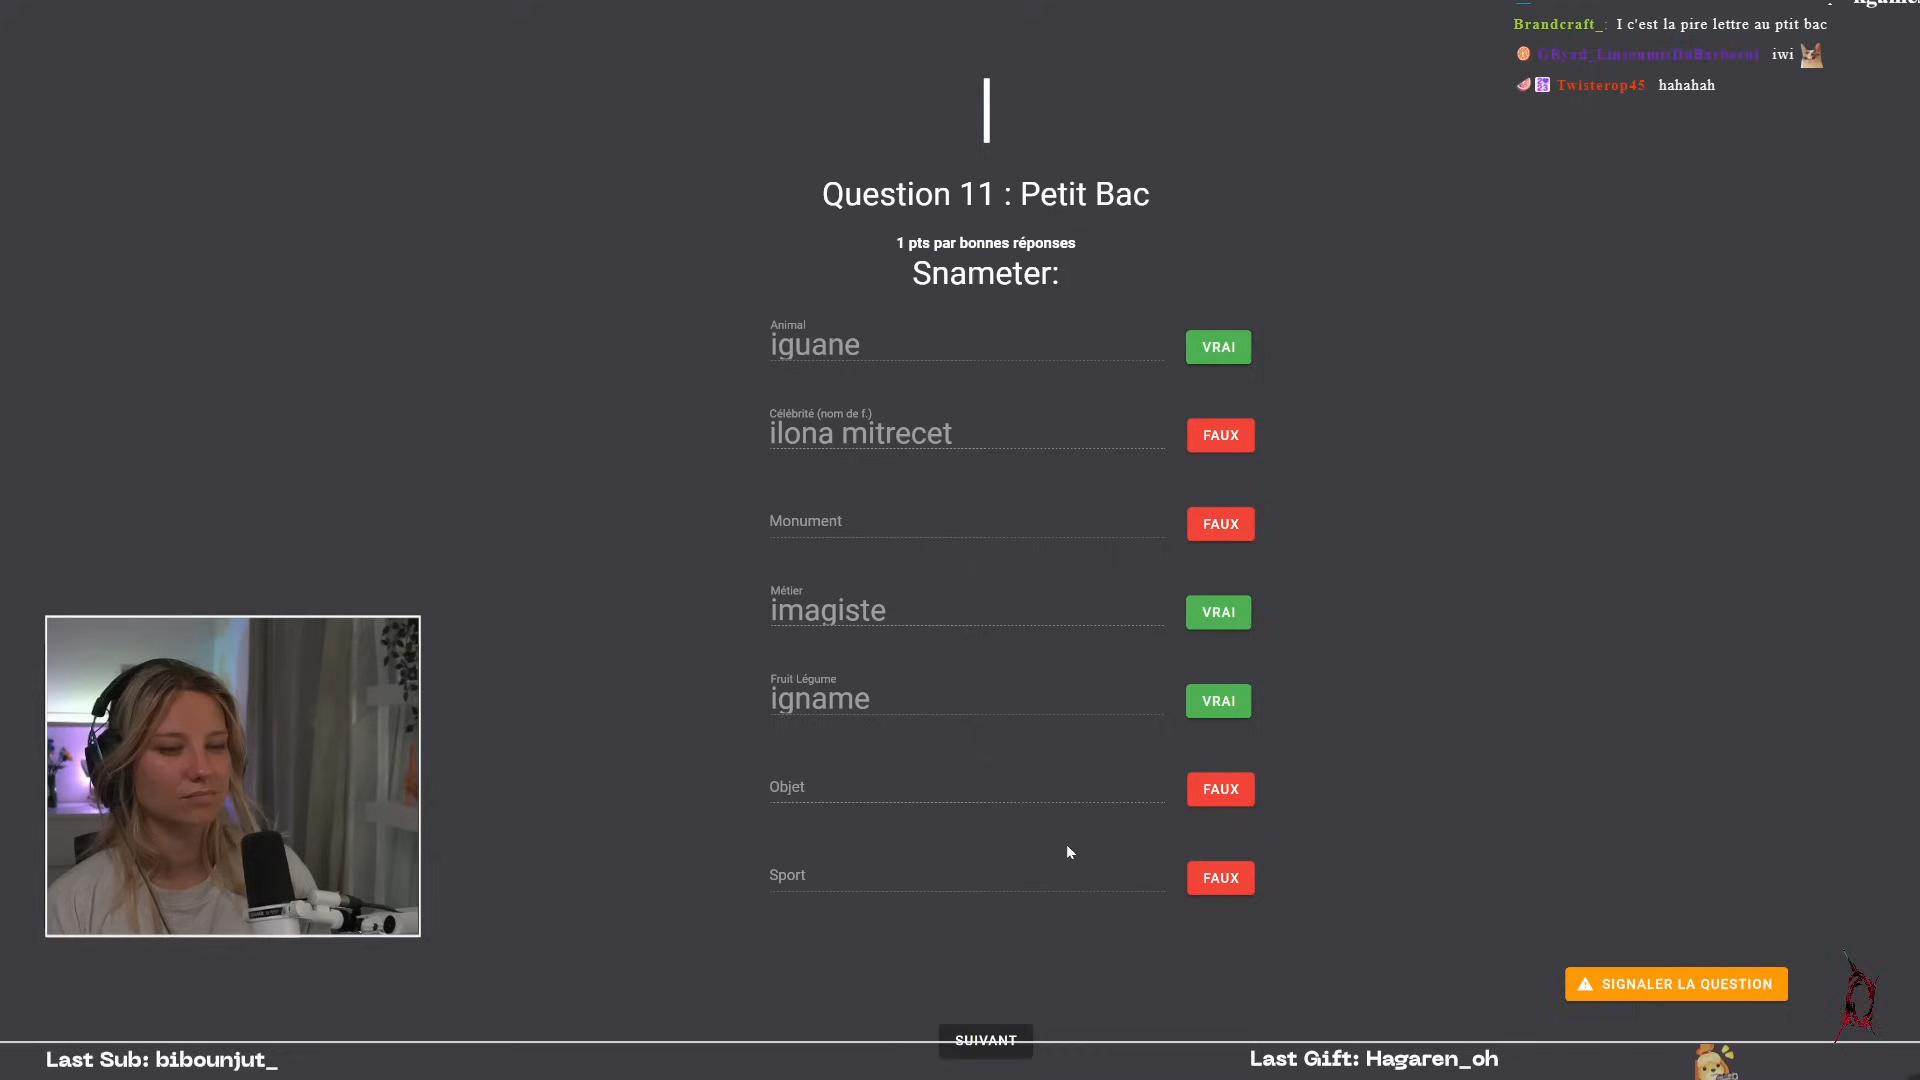 Brandcraft_: I c'est la pire lettre au ptit bac
iwi
Twisterop45 hahahah
I
Question 11 : Petit Bac
1 pts par bonnes réponses
Snameter:
Animal
iguane
VRAI
Célébrité (nom de f.)
ilona mitrecet
FAUX
Monument
FAUX
Métier
imagiste
VRAI
Fruit Légume
igname
VRAI
Objet
FAUX
Sport
FAUX
SIGNALER LA QUESTION
SUIVANT
Last Sub: bibounjut_
Last Gift: Hagaren_oh